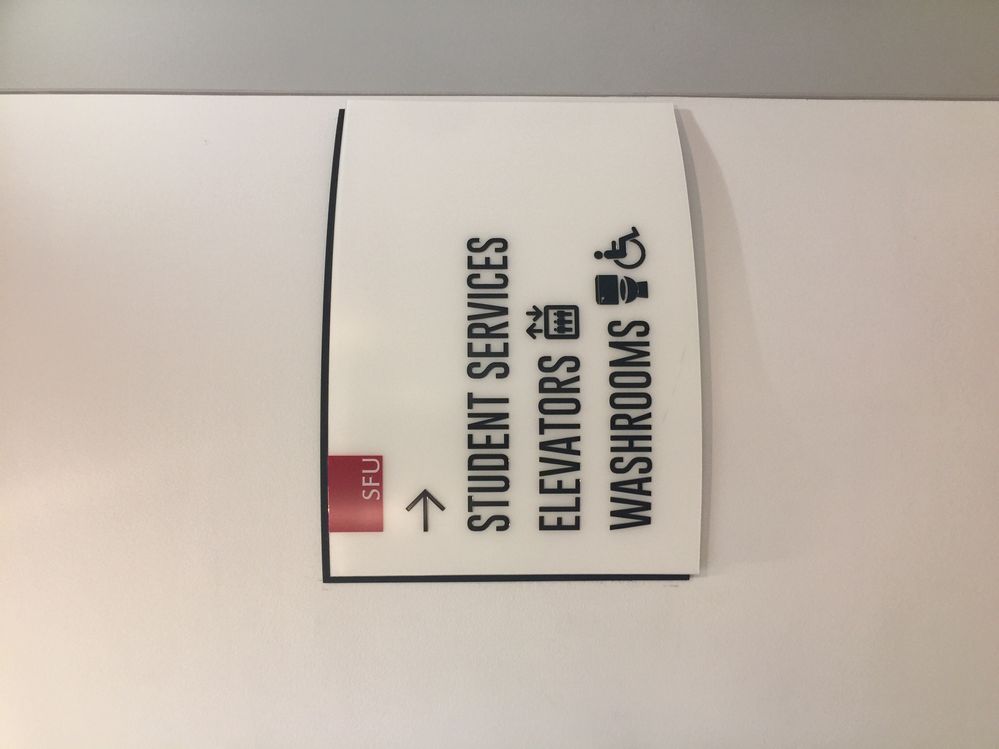 SFU
STUDENT SERVICES
ELEVATORS
WASHROOMS